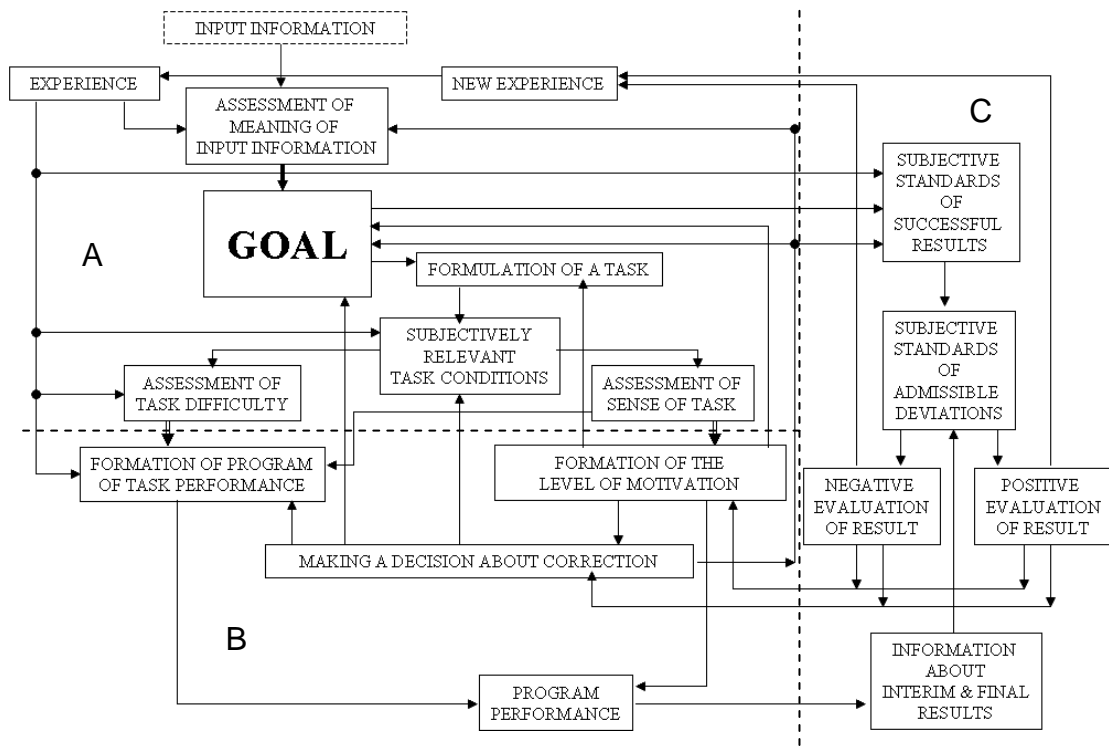 INPUT INFORMATION
EXPERIENCE
NEW EXPERIENCE
ASSESSMENT OF
MEANING OF
INPUT INFORMATION
C
SUBJECTIVE
STANDARDS
OF
SUCCESSFUL
RESULTS
A
GOAL
FORMULATION OF A TASK
SUBJECTIVELY
RELEVANT
TASK CONDITIONS
SUBJECTIVE
STANDARDS
OF
ADMISSIBLE
DEVIATIONS
ASSESSMENT OF
TASK DIFFICULTY
ASSESSMENT OF
SENSE OF TASK
FORMATION OF PROGRAM
OF TASK PERFORMANCE
FORMATION OF THE
LEVEL OF MOTIVATION
NEGATIVE
EVALUATION
OF RESULT
POSITIVE
EVALUATION
OF RESULT
MAKING A DECISION ABOUT CORRECTION
B
PROGRAM
PERFORMANCE
INFORMATION
ABOUT
INTERIM & FINAL
RESULTS